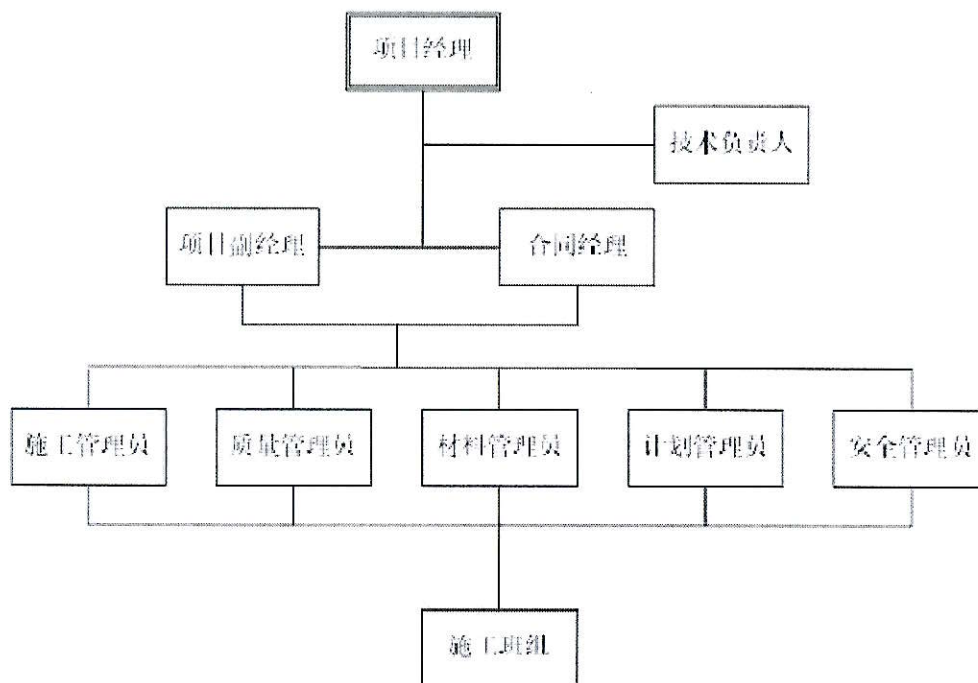 项目经理
技术负责人
项目副经理
合同经理
施工管理员
质量管理员
材料管理员
计划管理员
安全管理员
施工班组